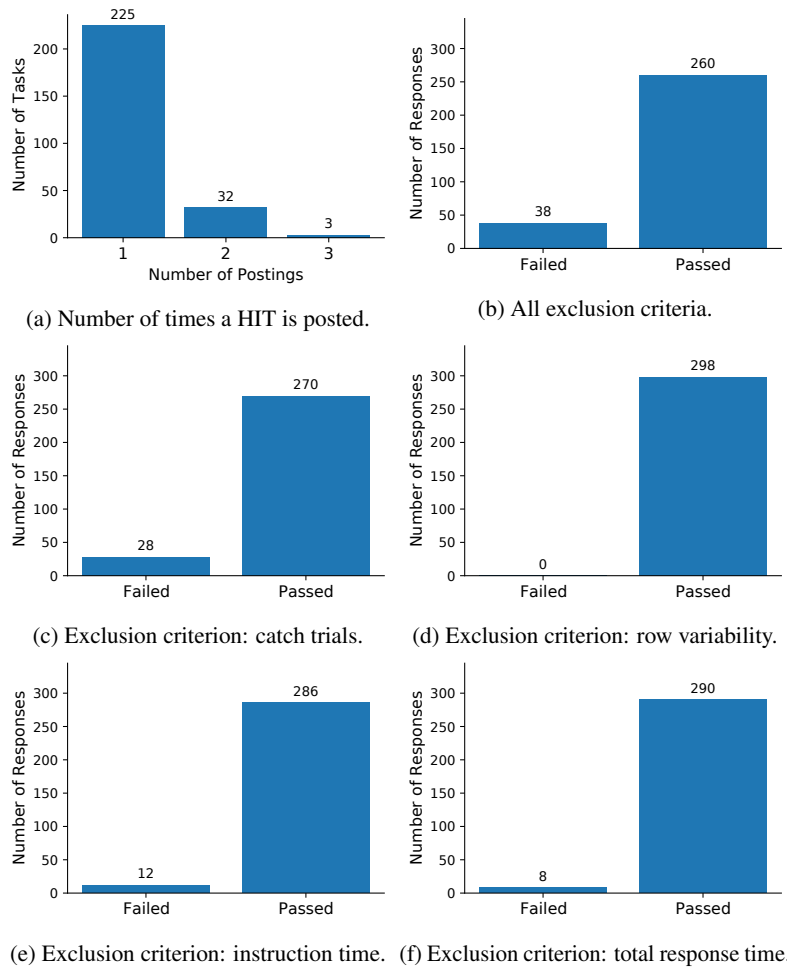 225
200
150
100
50
0
Number of Tasks
32
3
1 2 3
Number of Postings
(a) Number of times a HIT is posted.
300
250
200
150
100
50
0
Number of Responses
38
260
Failed Passed
(b) All exclusion criteria.
300
250
200
150
100
50
0
Number of Responses
28
270
Failed Passed
(c) Exclusion criterion: catch trials.
300
250
200
150
100
50
0
Number of Responses
0
298
Failed Passed
(d) Exclusion criterion: row variability.
300
250
200
150
100
50
0
Number of Responses
12
286
Failed Passed
(e) Exclusion criterion: instruction time.
300
250
200
150
100
50
0
Number of Responses
8
290
Failed Passed
(f) Exclusion criterion: total response time.